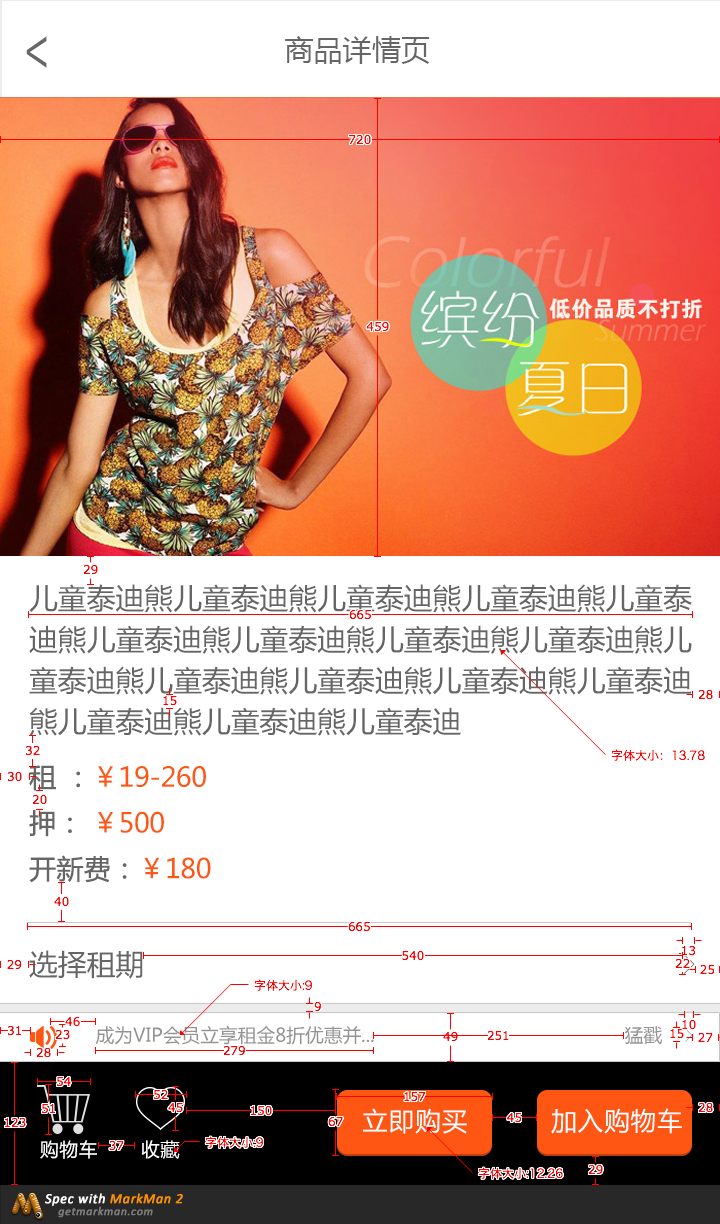 商品详情页
720
Colorful
缤纷
低价品质不打折
459
Summer
夏日
29
儿童泰迪熊儿童泰迪熊儿童泰迪熊儿童泰迪熊儿童泰
665
迪熊儿童泰迪熊儿童泰迪熊儿童泰迪熊儿童泰迪熊儿
童泰迪熊儿童泰迪熊儿童泰迪熊儿童泰迪熊儿童泰迪
15
28
熊儿童泰迪熊儿童泰迪熊儿童泰迪
32
字体大小：13.78
30
租 ：￥19-260
20
押： ￥500
开新费：￥180
40
665
13
540
29
选择租期
22
25
字体大小:9
9
46
10
31
23
成为VIP会员立享租金8折优惠并...
49
251
猛戳
15
27
28
279
54
52
157
51
45
150
28
123
67
立即购买
45
加入购物车
购物车
37
收藏
字体大小:9
字体大小:12.26
29
Spec with MarkMan 2
getmarkman.com